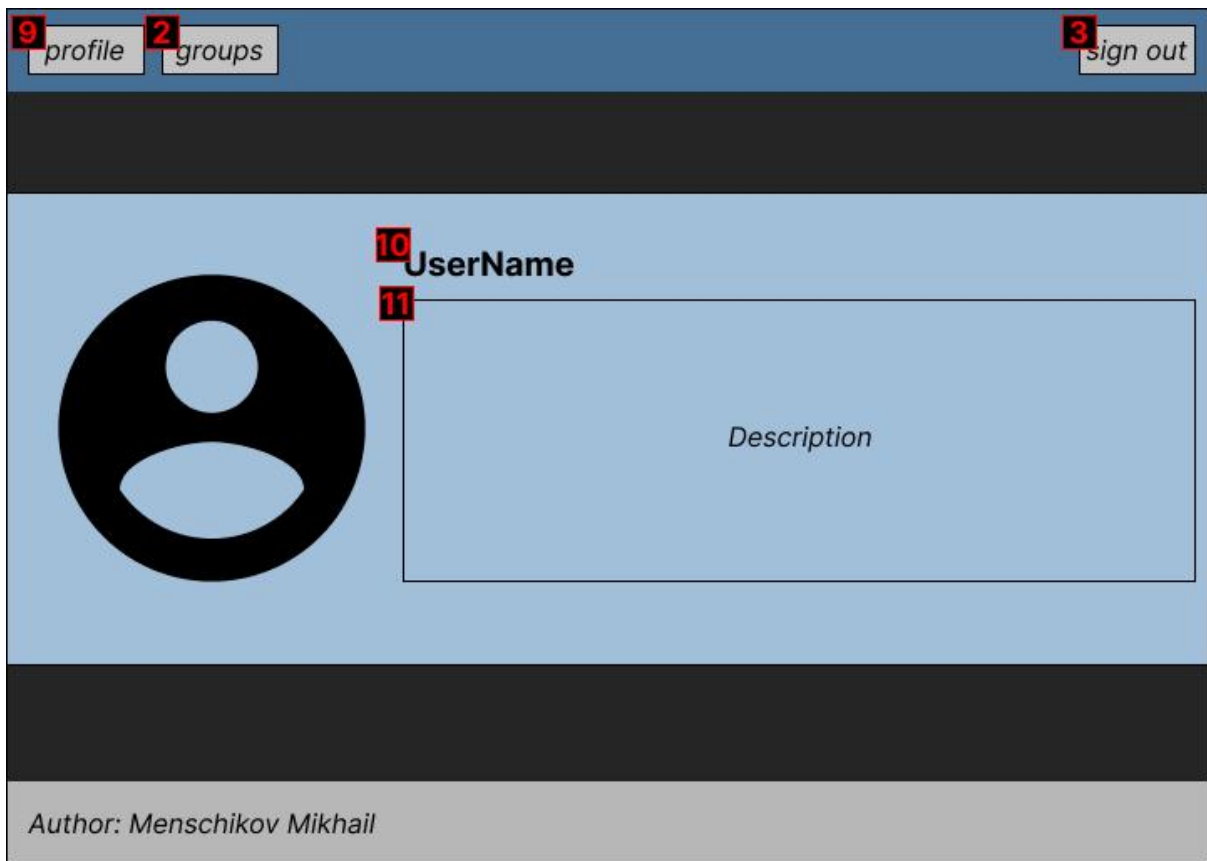 9 profile 2 groups 3 sign out
10 UserName
11
Description
Author: Menschikov Mikhail